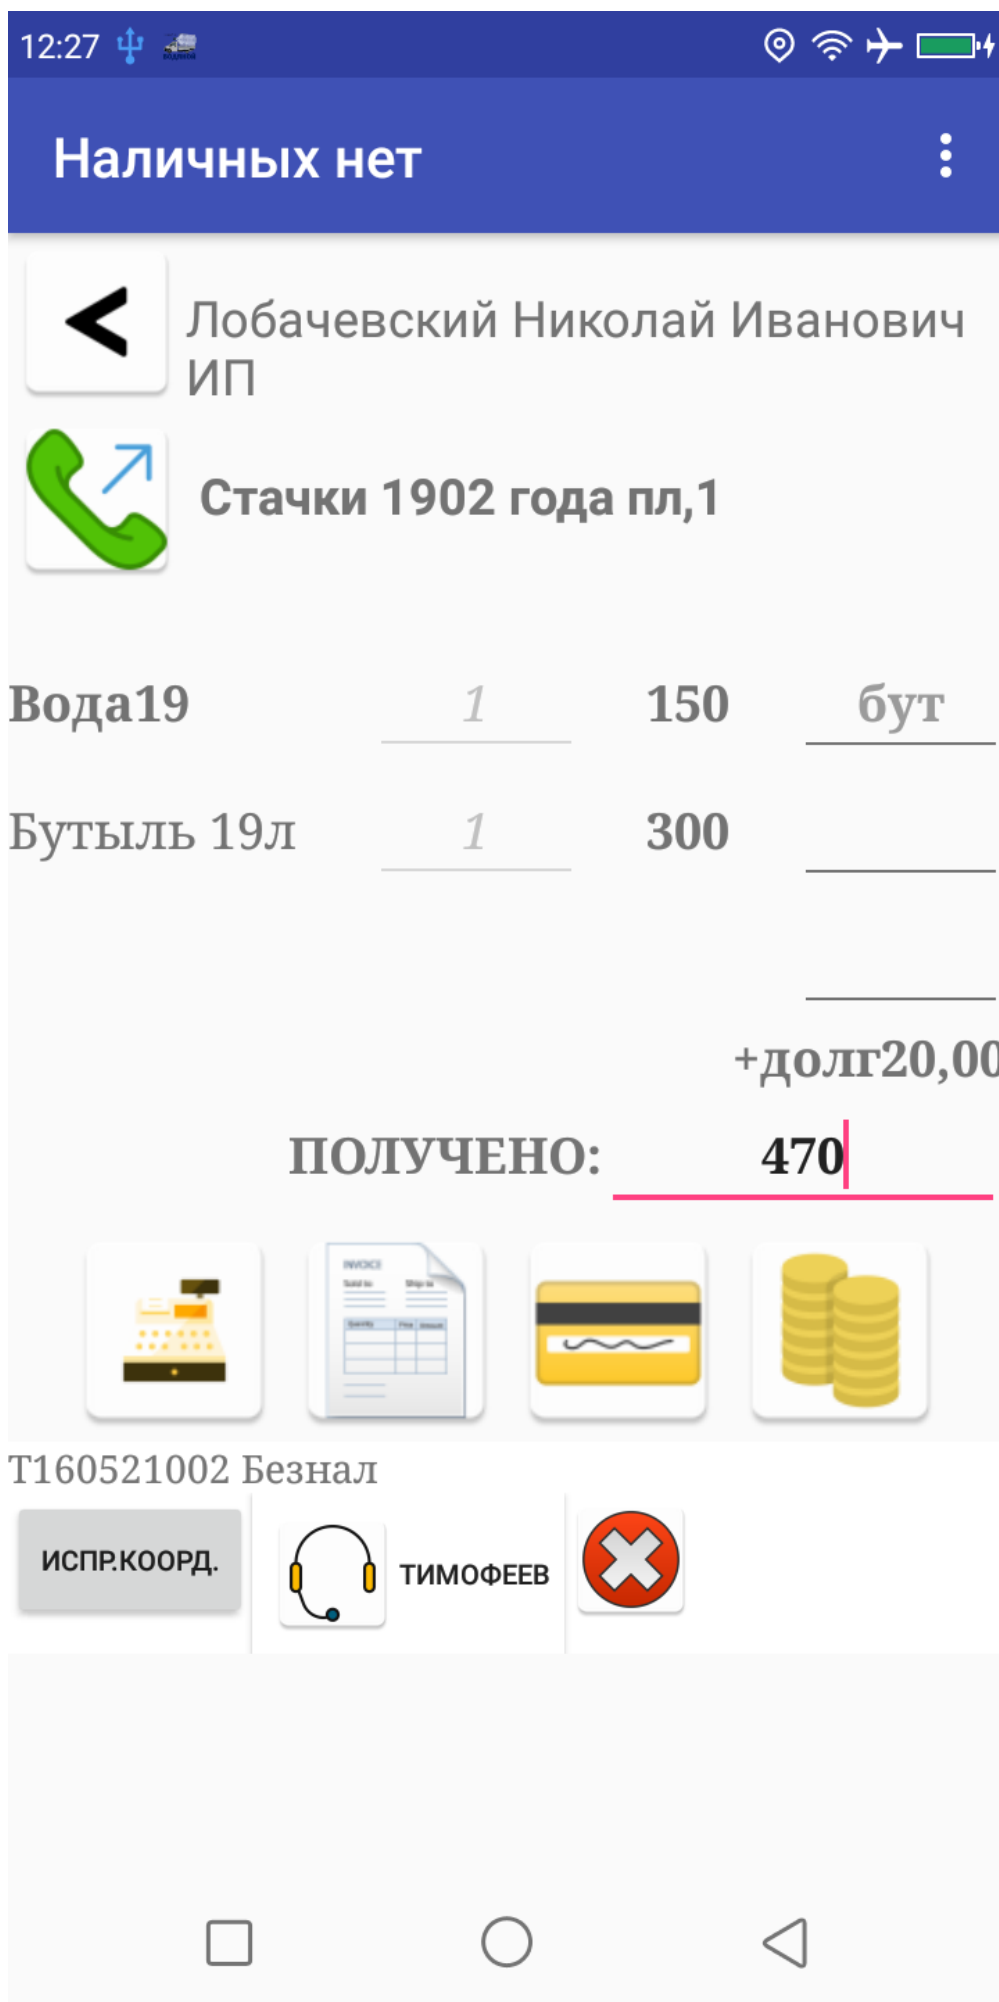 12:27
Наличных нет
<
Лобачевский Николай Иванович
ИП
Стачки 1902 года пл,1
Вода19 1 150 бут
Бутыль 19л 1 300
+долг20,00
ПОЛУЧЕНО: 470
INVOICE
T160521002 Безнал
ИСПР.КООРД. ТИМОФЕЕВ